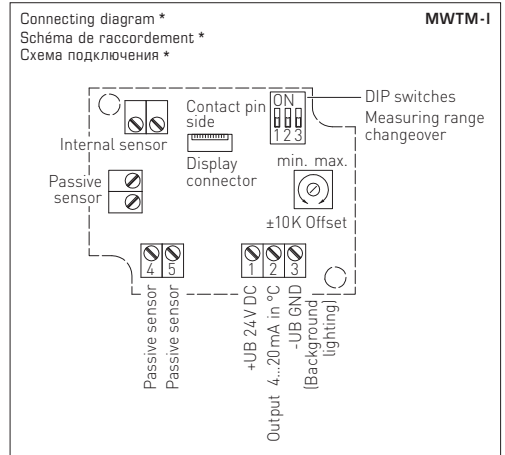 Connecting diagram *
MWTM-I
Schéma de raccordement *
Схема подключения *
ON
1 2 3
DIP switches
Measuring range
changeover
Contact pin
side
Internal sensor
Display
connector
min. max.
Passive
sensor
±10K Offset
4 5
1 2 3
Passive sensor
Passive sensor
+UB 24V DC
Output 4...20mA in °C
-UB GND
(Background
lighting)